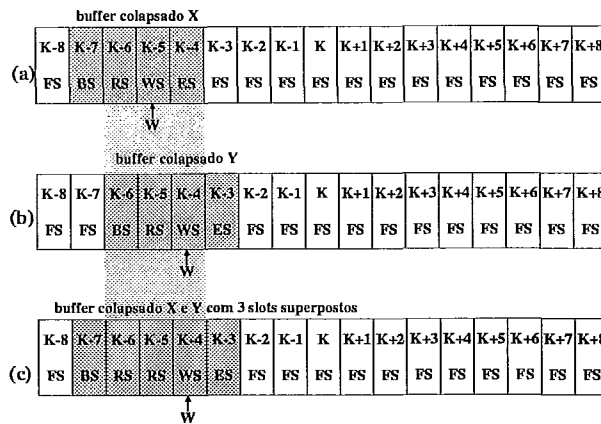 buffer colapsado X
K-8 K-7 K-6 K-5 K-4 K-3 K-2 K-1 K K+1 K+2 K+3 K+4 K+5 K+6 K+7 K+8
(a)
FS BS RS WS ES FS FS FS FS FS FS FS FS FS FS FS FS
W
buffer colapsado Y
K-8 K-7 K-6 K-5 K-4 K-3 K-2 K-1 K K+1 K+2 K+3 K+4 K+5 K+6 K+7 K+8
(b)
FS FS BS RS WS ES FS FS FS FS FS FS FS FS FS FS FS
W
buffer colapsado X e Y com 3 slots superpostos
K-8 K-7 K-6 K-5 K-4 K-3 K-2 K-1 K K+1 K+2 K+3 K+4 K+5 K+6 K+7 K+8
(c)
FS BS RS RS WS ES FS FS FS FS FS FS FS FS FS FS FS
W